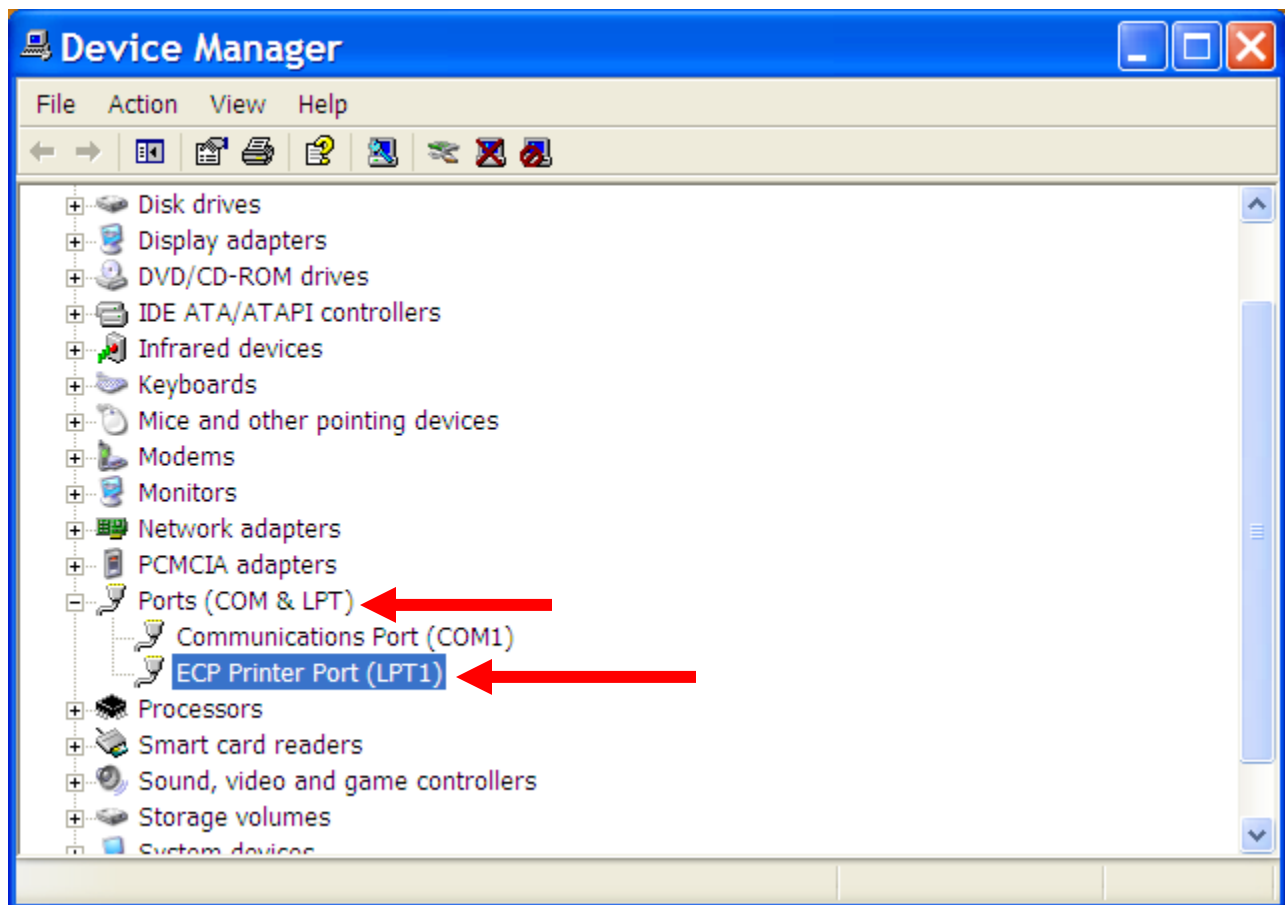 Device Manager
File Action View Help
Disk drives
Display adapters
DVD/CD-ROM drives
IDE ATA/ATAPI controllers
Infrared devices
Keyboards
Mice and other pointing devices
Modems
Monitors
Network adapters
PCMCIA adapters
Ports (COM & LPT)
Communications Port (COM1)
ECP Printer Port (LPT1)
Processors
Smart card readers
Sound, video and game controllers
Storage volumes
System devices